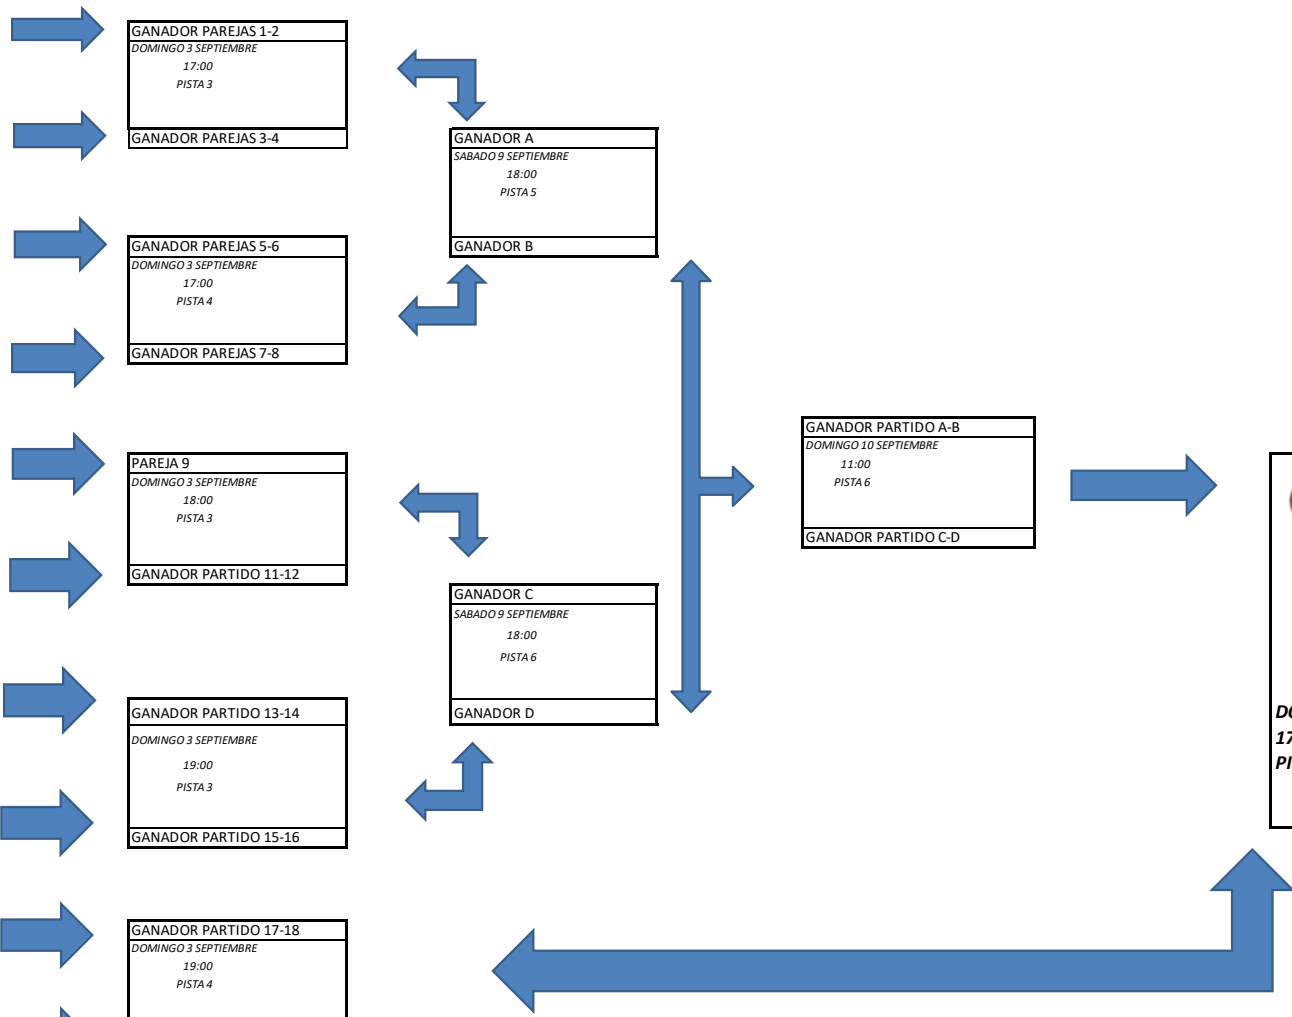 GANADOR PAREJAS 1-2
DOMINGO 3 SEPTIEMBRE
17:00
PISTA 3
GANADOR PAREJAS 3-4
GANADOR PAREJAS 5-6
DOMINGO 3 SEPTIEMBRE
17:00
PISTA 4
GANADOR PAREJAS 7-8
PAREJA 9
DOMINGO 3 SEPTIEMBRE
18:00
PISTA 3
GANADOR PARTIDO 11-12
GANADOR PARTIDO 13-14
DOMINGO 3 SEPTIEMBRE
19:00
PISTA 3
GANADOR PARTIDO 15-16
GANADOR PARTIDO 17-18
DOMINGO 3 SEPTIEMBRE
19:00
PISTA 4
GANADOR A
SABADO 9 SEPTIEMBRE
18:00
PISTA 5
GANADOR B
GANADOR C
SABADO 9 SEPTIEMBRE
18:00
PISTA 6
GANADOR D
GANADOR PARTIDO A-B
DOMINGO 10 SEPTIEMBRE
11:00
PISTA 6
GANADOR PARTIDO C-D